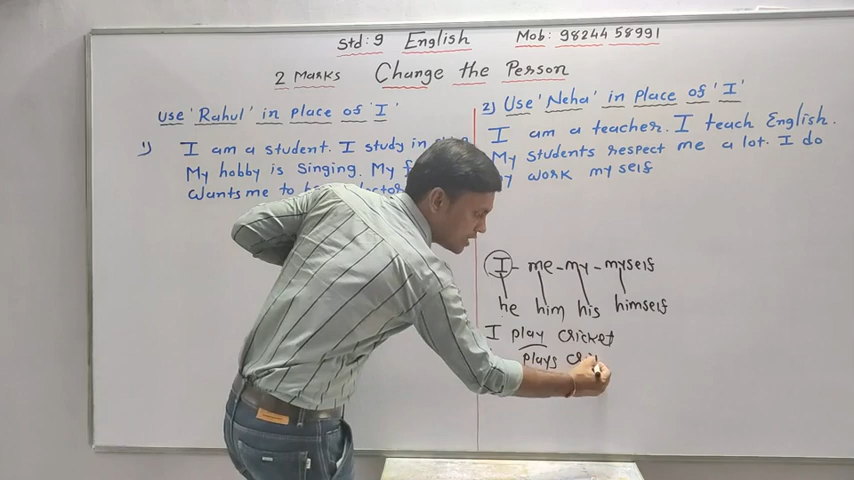 Std: 9 English Mob: 98244 58991
2 Marks Change the Person
Use 'Rahul' in place of 'I'
1) I am a student. I study in
My hobby is singing. My
wants me to
2) Use 'Neha' in place of 'I'
I am a teacher. I teach English.
My students respect me a lot. I do
work my self
I - me - my - myself
he him his himself
I play cricket
plays